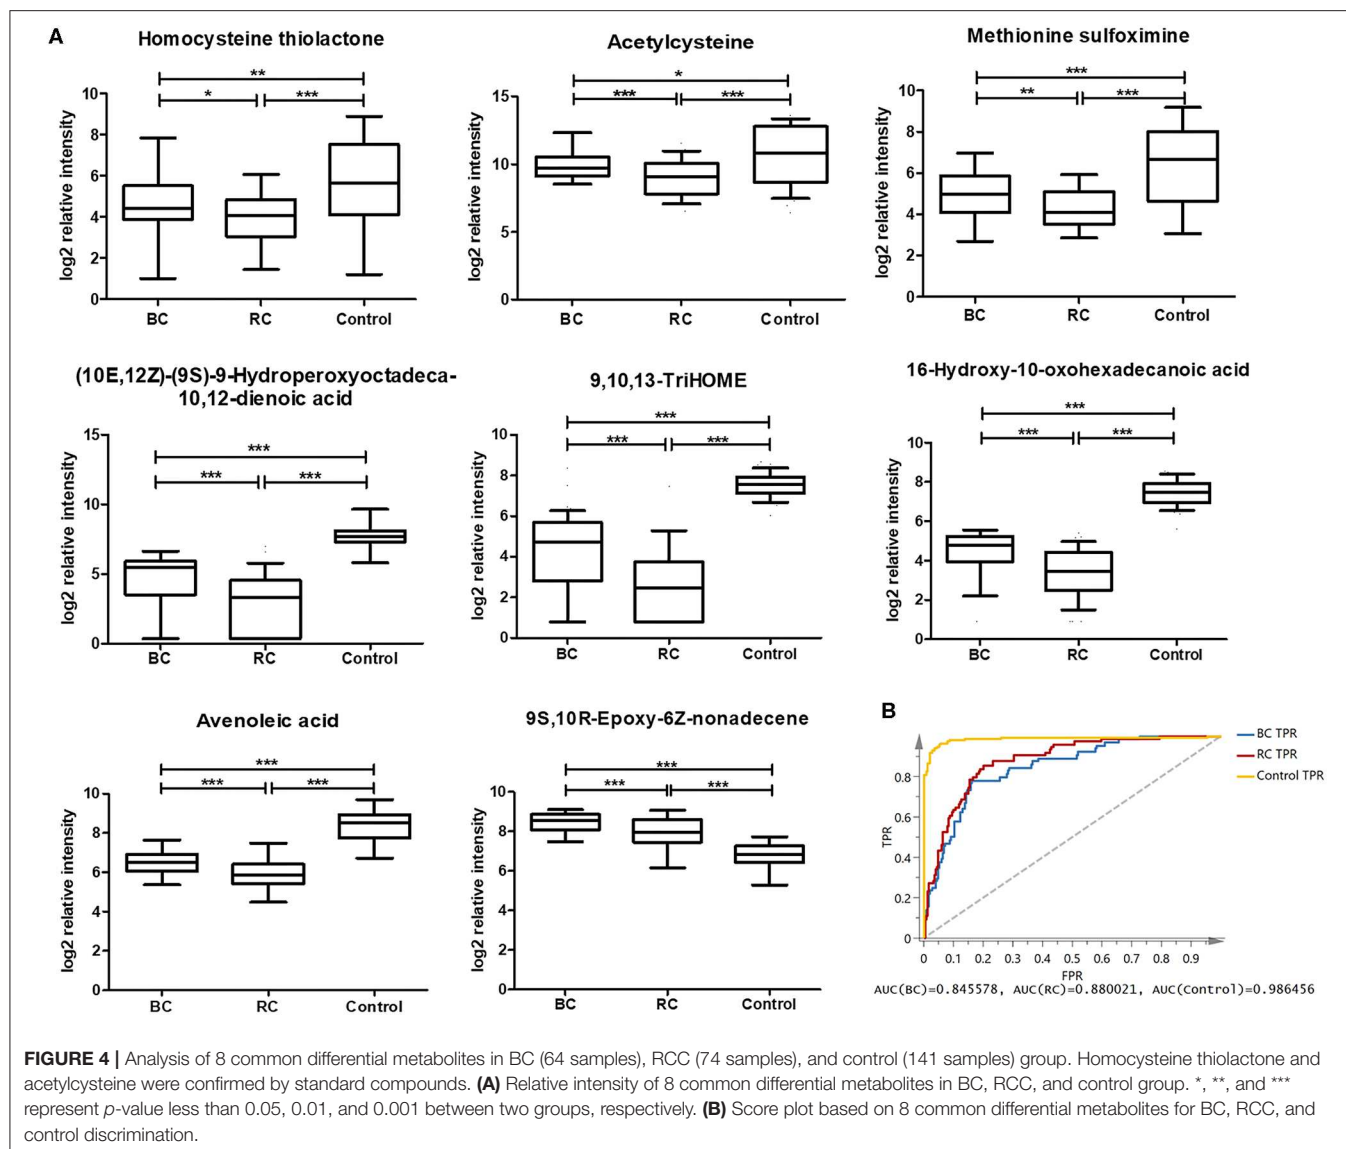 A
Homocysteine thiolactone
**
*
***
log2 relative intensity
10
8
6
4
2
0
BC RC Control
Acetylcysteine
*
***
***
log2 relative intensity
15
10
5
0
BC RC Control
Methionine sulfoximine
***
**
***
log2 relative intensity
10
8
6
4
2
0
BC RC Control
(10E,12Z)-(9S)-9-Hydroperoxyoctadeca-
10,12-dienoic acid
***
***
***
log2 relative intensity
15
10
5
0
BC RC Control
9,10,13-TriHOME
***
***
***
log2 relative intensity
10
8
6
4
2
0
BC RC Control
16-Hydroxy-10-oxohexadecanoic acid
***
***
***
log2 relative intensity
10
8
6
4
2
0
BC RC Control
Avenoleic acid
***
***
***
log2 relative intensity
10
8
6
4
2
0
BC RC Control
9S,10R-Epoxy-6Z-nonadecene
***
***
***
log2 relative intensity
10
8
6
4
2
0
BC RC Control
B
BC TPR
RC TPR
Control TPR
TPR
0.8
0.6
0.4
0.2
0
0 0.1 0.2 0.3 0.4 0.5 0.6 0.7 0.8 0.9
FPR
AUC(BC)=0.845578, AUC(RC)=0.880021, AUC(Control)=0.986456
FIGURE 4 | Analysis of 8 common differential metabolites in BC (64 samples), RCC (74 samples), and control (141 samples) group. Homocysteine thiolactone and
acetylcysteine were confirmed by standard compounds. (A) Relative intensity of 8 common differential metabolites in BC, RCC, and control group. *, **, and ***
represent p-value less than 0.05, 0.01, and 0.001 between two groups, respectively. (B) Score plot based on 8 common differential metabolites for BC, RCC, and
control discrimination.